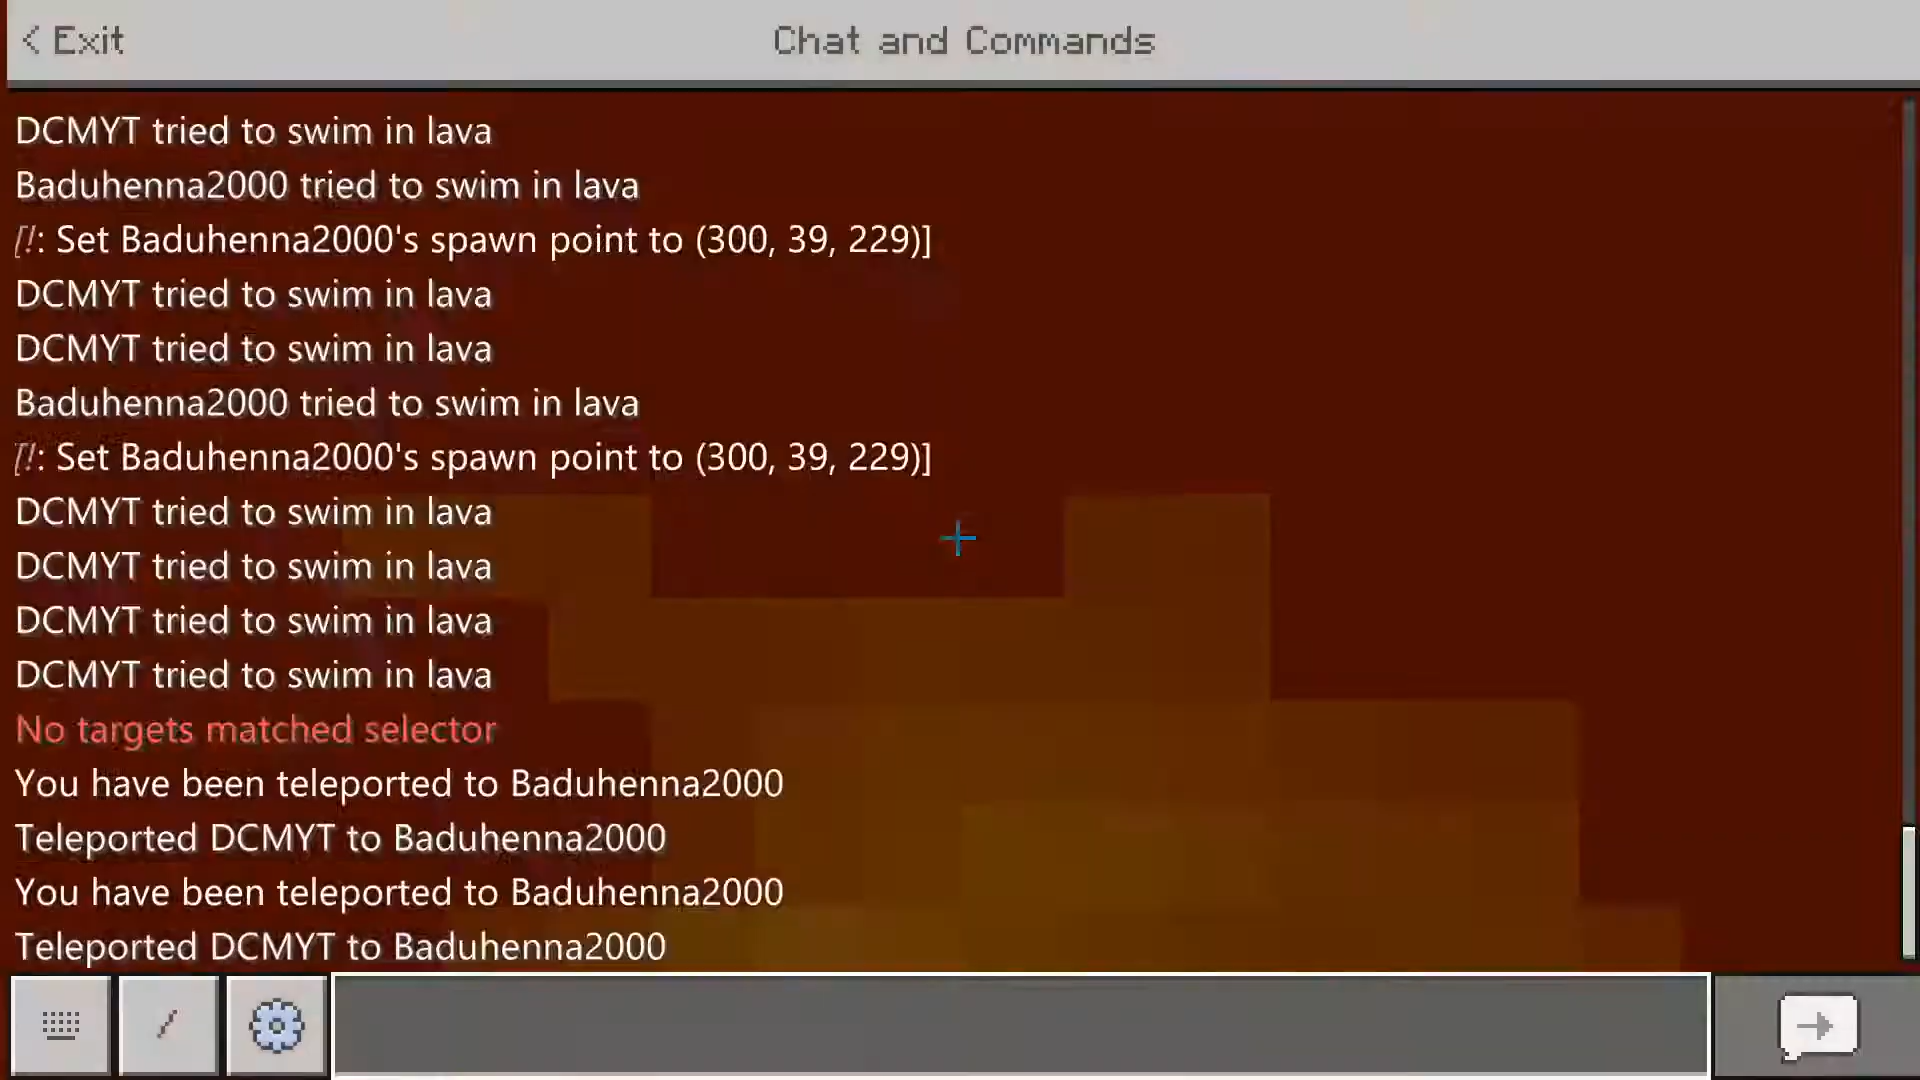 < Exit
Chat and Commands
DCMYT tried to swim in lava
Baduhenna2000 tried to swim in lava
[!: Set Baduhenna2000's spawn point to (300, 39, 229)]
DCMYT tried to swim in lava
DCMYT tried to swim in lava
Baduhenna2000 tried to swim in lava
[!: Set Baduhenna2000's spawn point to (300, 39, 229)]
DCMYT tried to swim in lava
DCMYT tried to swim in lava
DCMYT tried to swim in lava
DCMYT tried to swim in lava
No targets matched selector
You have been teleported to Baduhenna2000
Teleported DCMYT to Baduhenna2000
You have been teleported to Baduhenna2000
Teleported DCMYT to Baduhenna2000
/